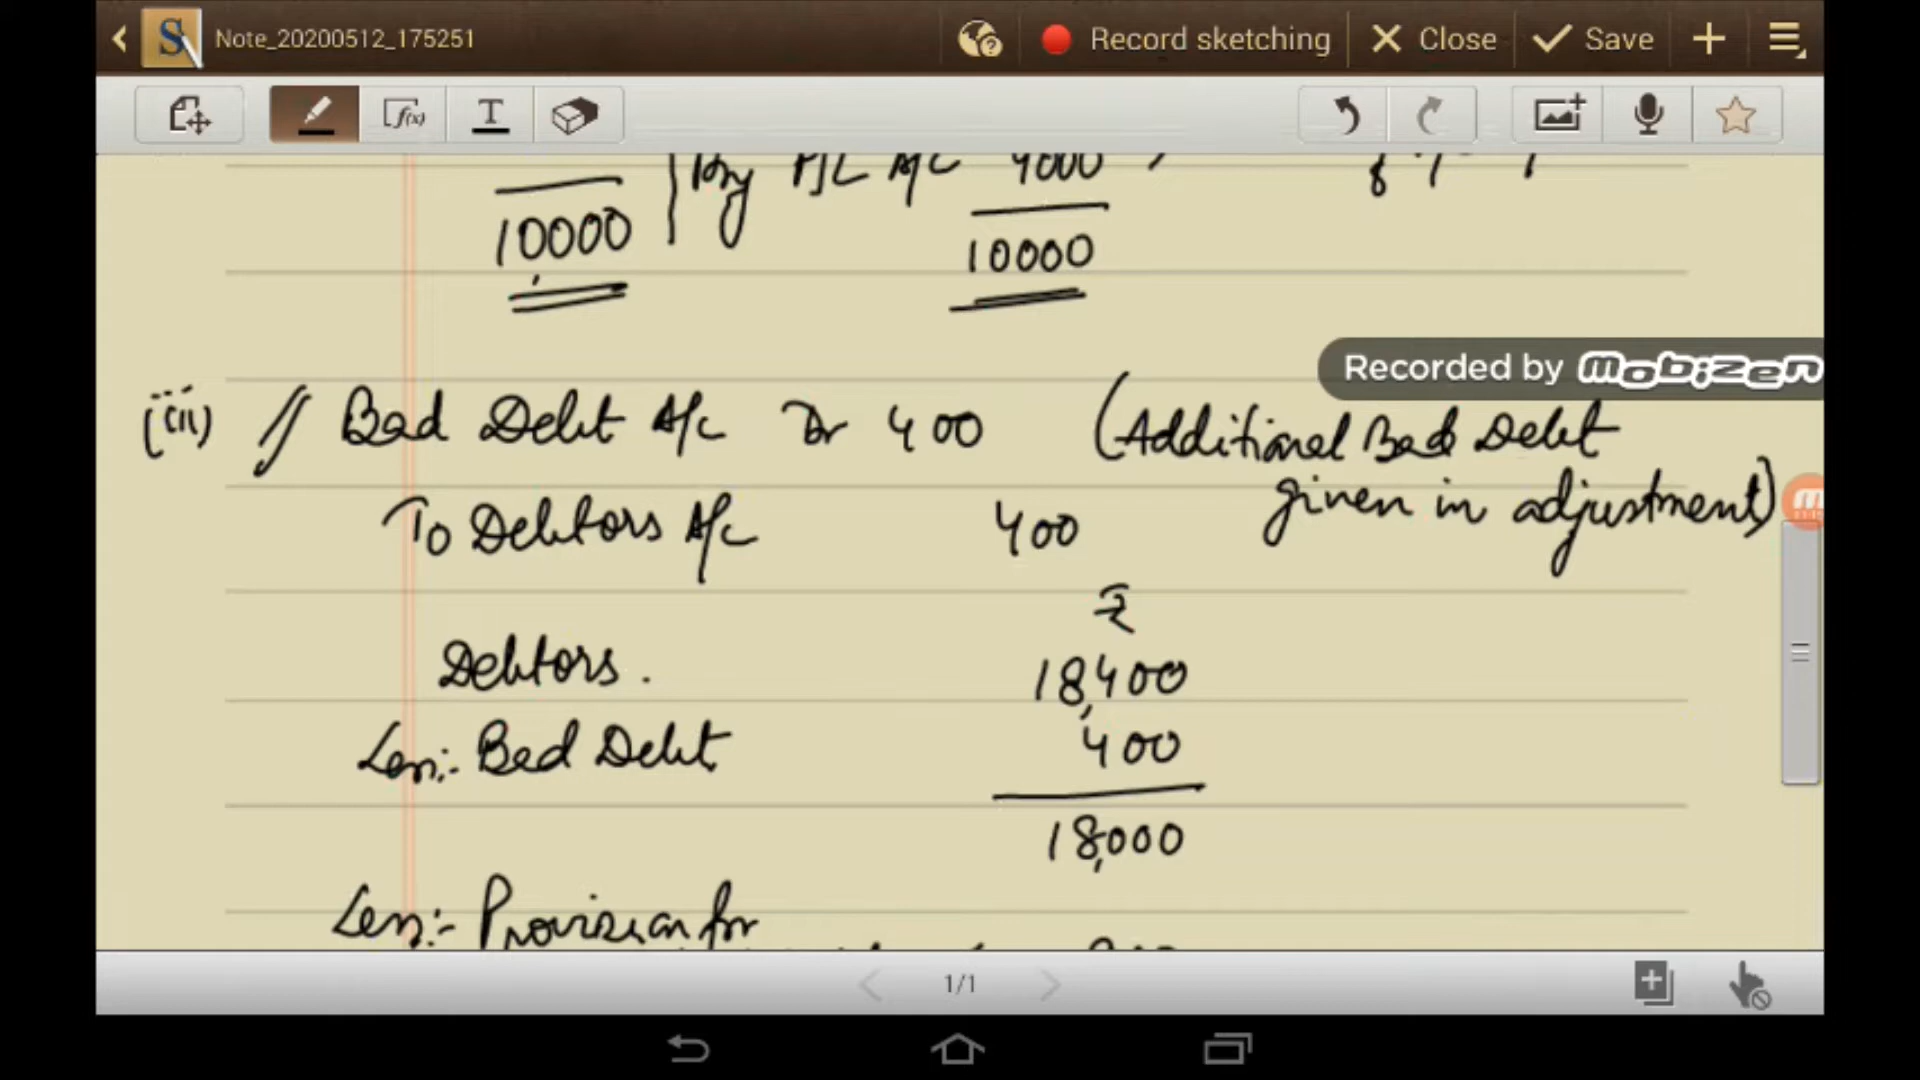 Note_20200512_175251
Record sketching
Close
Save
By P/L A/c 4000
10000
10000
Recorded by mobizen
(iii) Bad Debt A/c Dr 400 (Additional Bad Debt
given in adjustment)
To Debtors A/c 400
₹
Debtors. 18,400
Less:- Bad Debt 400
18,000
Less:- Provision for
1/1